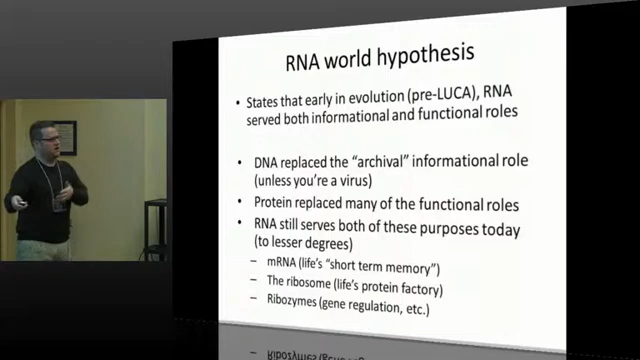 RNA world hypothesis
• States that early in evolution (pre-LUCA), RNA
served both informational and functional roles
• DNA replaced the “archival” informational role
(unless you’re a virus)
• Protein replaced many of the functional roles
• RNA still serves both of these purposes today
(to lesser degrees)
– mRNA (life’s “short term memory”)
– The ribosome (life’s protein factory)
– Ribozymes (gene regulation, etc.)